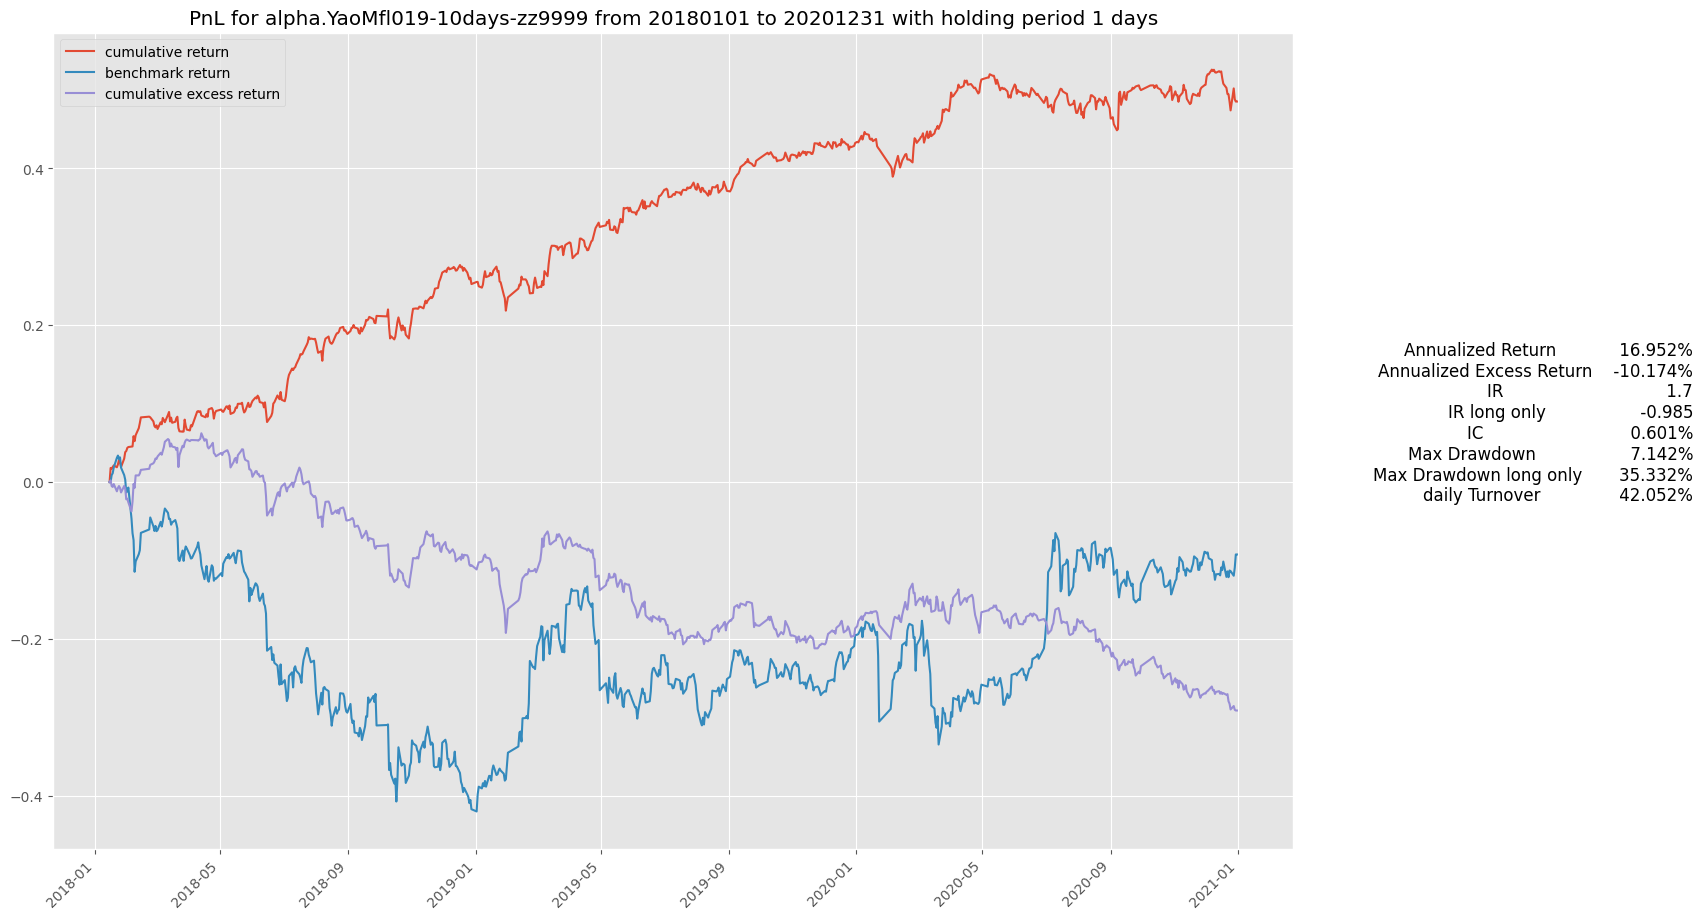 PnL for alpha.YaoMfl019-10days-zz9999 from 20180101 to 20201231 with holding period 1 days
cumulative return
benchmark return
cumulative excess return
0.4
0.2
0.0
−0.2
−0.4
2018-01
2018-05
2018-09
2019-01
2019-05
2019-09
2020-01
2020-05
2020-09
2021-01
Annualized Return 16.952%
Annualized Excess Return -10.174%
IR 1.7
IR long only -0.985
IC 0.601%
Max Drawdown 7.142%
Max Drawdown long only 35.332%
daily Turnover 42.052%